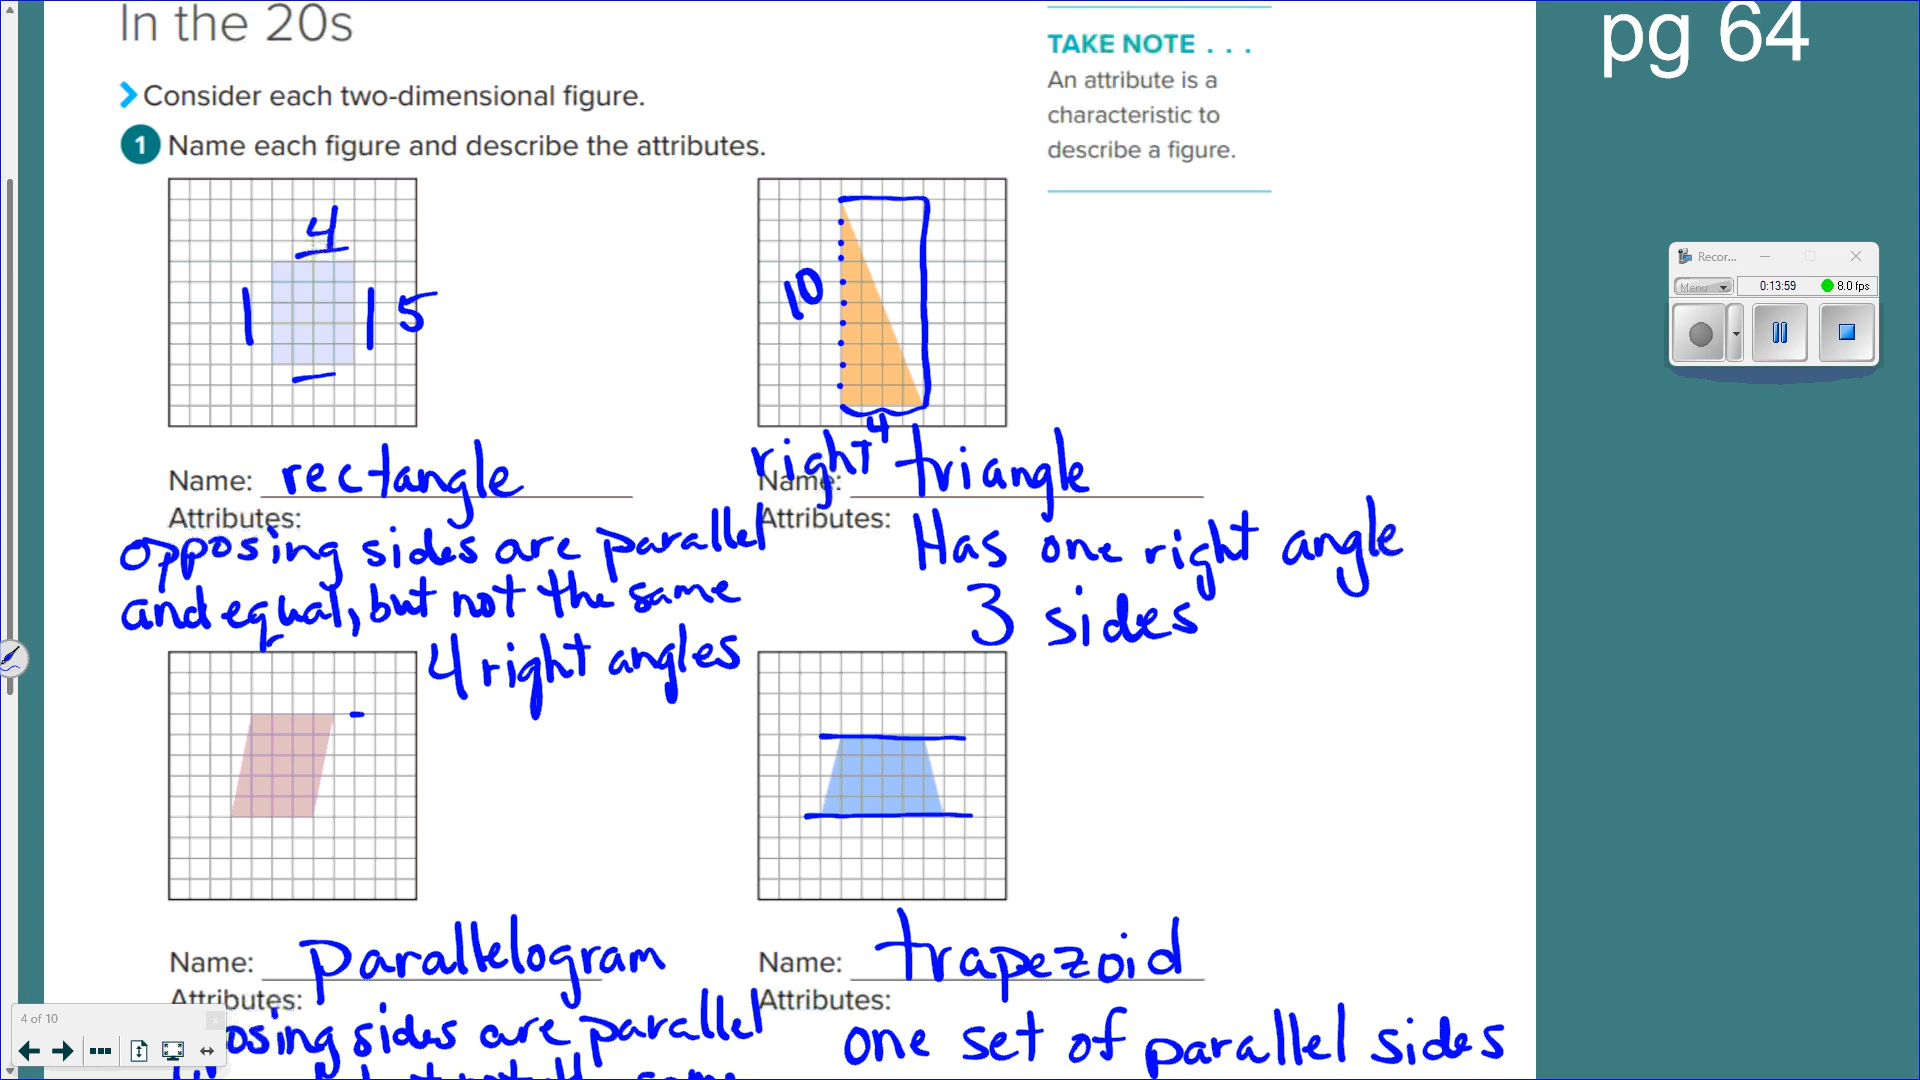 In the 20s
pg 64
TAKE NOTE . . .
An attribute is a
characteristic to
describe a figure.
Consider each two-dimensional figure.
1 Name each figure and describe the attributes.
4
5
10
4
Name: rectangle
Attributes:
opposing sides are parallel
and equal, but not the same
4 right angles
Name: right triangle
Attributes: Has one right angle
3 sides
Name: parallelogram
Attributes:
osing sides are parallel
Name: trapezoid
Attributes:
one set of parallel sides
Recor...
Menu
0:13:59
8.0 fps
4 of 10